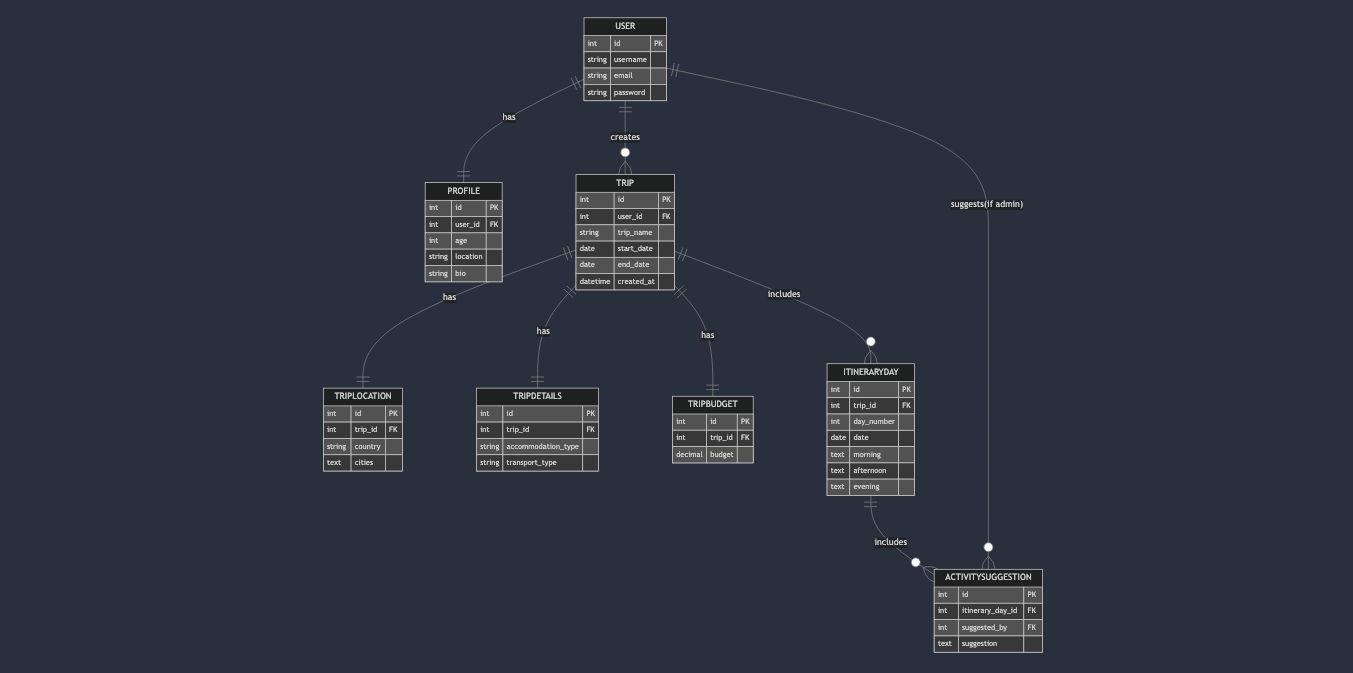 USER
int id PK
string username
string email
string password
has
creates
suggests(if admin)
PROFILE
int id PK
int user_id FK
int age
string location
string bio
TRIP
int id PK
int user_id FK
string trip_name
date start_date
date end_date
datetime created_at
has
has
has
includes
TRIPLOCATION
int id PK
int trip_id FK
string country
text cities
TRIPDETAILS
int id PK
int trip_id FK
string accommodation_type
string transport_type
TRIPBUDGET
int id PK
int trip_id FK
decimal budget
ITINERARYDAY
int id PK
int trip_id FK
int day_number
date date
text morning
text afternoon
text evening
includes
ACTIVITYSUGGESTION
int id PK
int itinerary_day_id FK
int suggested_by FK
text suggestion